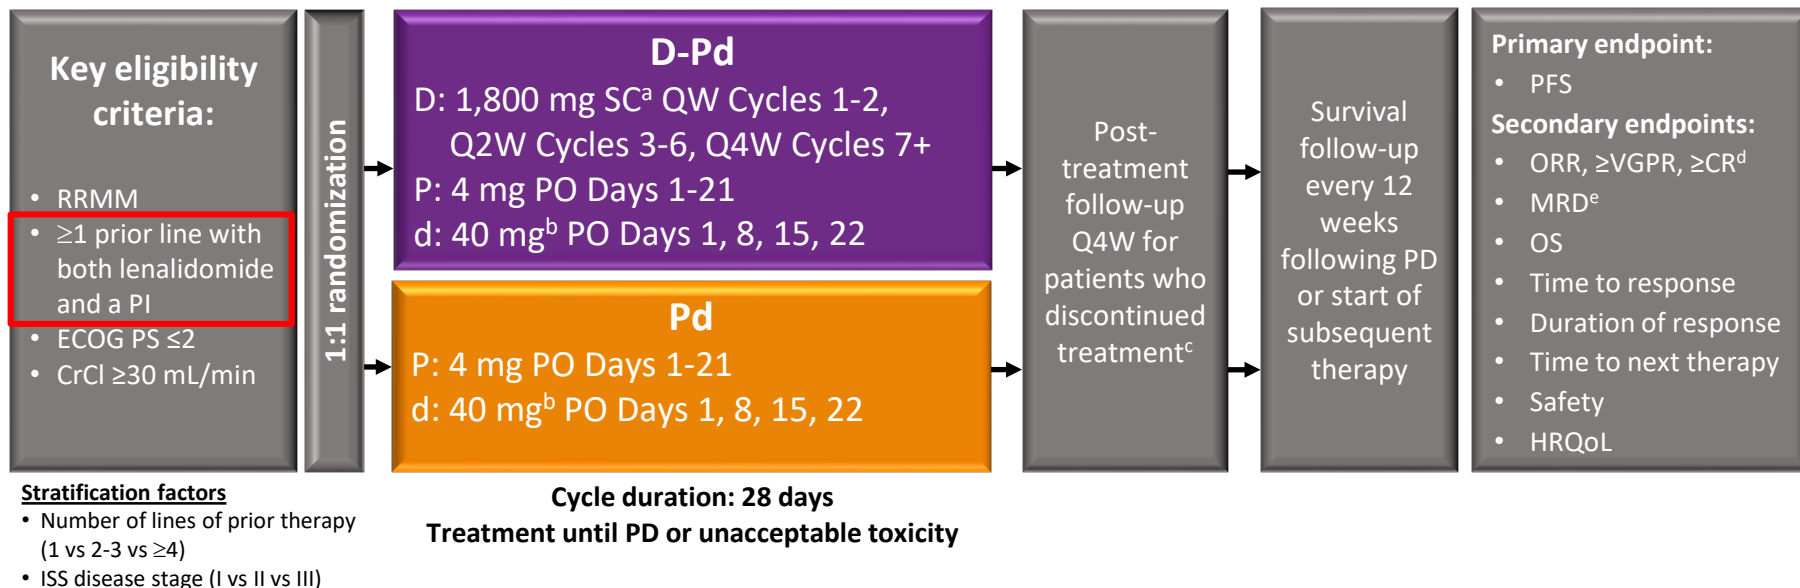 Key eligibility
criteria:
• RRMM
• ≥1 prior line with
both lenalidomide
and a PI
• ECOG PS ≤2
• CrCl ≥30 mL/min
1:1 randomization
D-Pd
D: 1,800 mg SCᵃ QW Cycles 1-2,
Q2W Cycles 3-6, Q4W Cycles 7+
P: 4 mg PO Days 1-21
d: 40 mgᵇ PO Days 1, 8, 15, 22
Pd
P: 4 mg PO Days 1-21
d: 40 mgᵇ PO Days 1, 8, 15, 22
Post-
treatment
follow-up
Q4W for
patients who
discontinued
treatmentᶜ
Survival
follow-up
every 12
weeks
following PD
or start of
subsequent
therapy
Primary endpoint:
• PFS
Secondary endpoints:
• ORR, ≥VGPR, ≥CRᵈ
• MRDᵉ
• OS
• Time to response
• Duration of response
• Time to next therapy
• Safety
• HRQoL
Stratification factors
• Number of lines of prior therapy
(1 vs 2-3 vs ≥4)
• ISS disease stage (I vs II vs III)
Cycle duration: 28 days
Treatment until PD or unacceptable toxicity